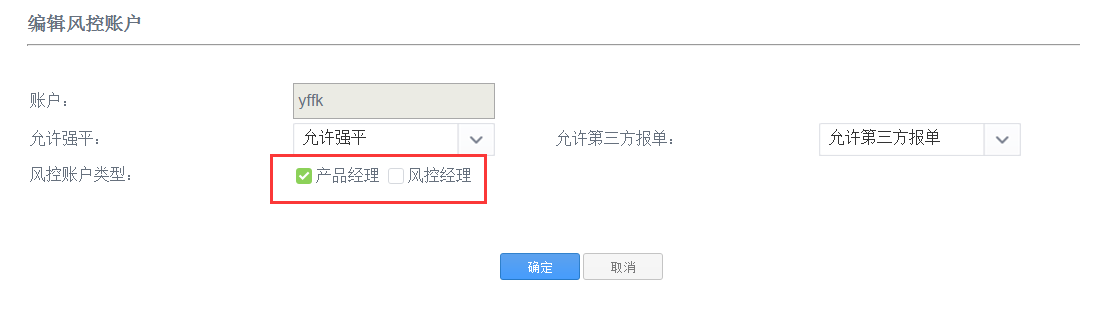 编辑风控账户
账户：
yffk
允许强平： 允许强平 允许第三方报单： 允许第三方报单
风控账户类型： 产品经理 风控经理
确定 取消